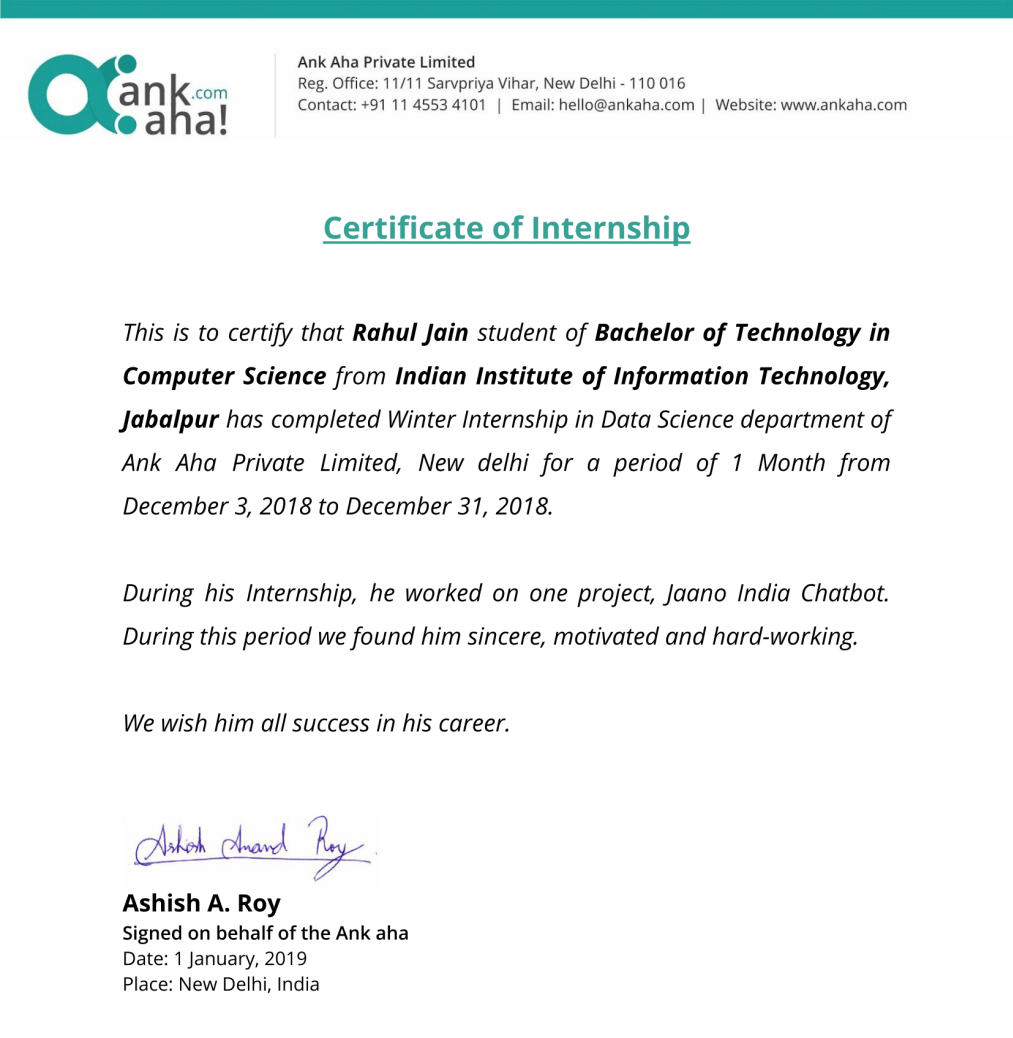 ank.com
aha!
Ank Aha Private Limited
Reg. Office: 11/11 Sarvpriya Vihar, New Delhi - 110 016
Contact: +91 11 4553 4101 | Email: hello@ankaha.com | Website: www.ankaha.com
Certificate of Internship
This is to certify that Rahul Jain student of Bachelor of Technology in
Computer Science from Indian Institute of Information Technology,
Jabalpur has completed Winter Internship in Data Science department of
Ank Aha Private Limited, New delhi for a period of 1 Month from
December 3, 2018 to December 31, 2018.
During his Internship, he worked on one project, Jaano India Chatbot.
During this period we found him sincere, motivated and hard-working.
We wish him all success in his career.
Ashish Anand Roy
Ashish A. Roy
Signed on behalf of the Ank aha
Date: 1 January, 2019
Place: New Delhi, India